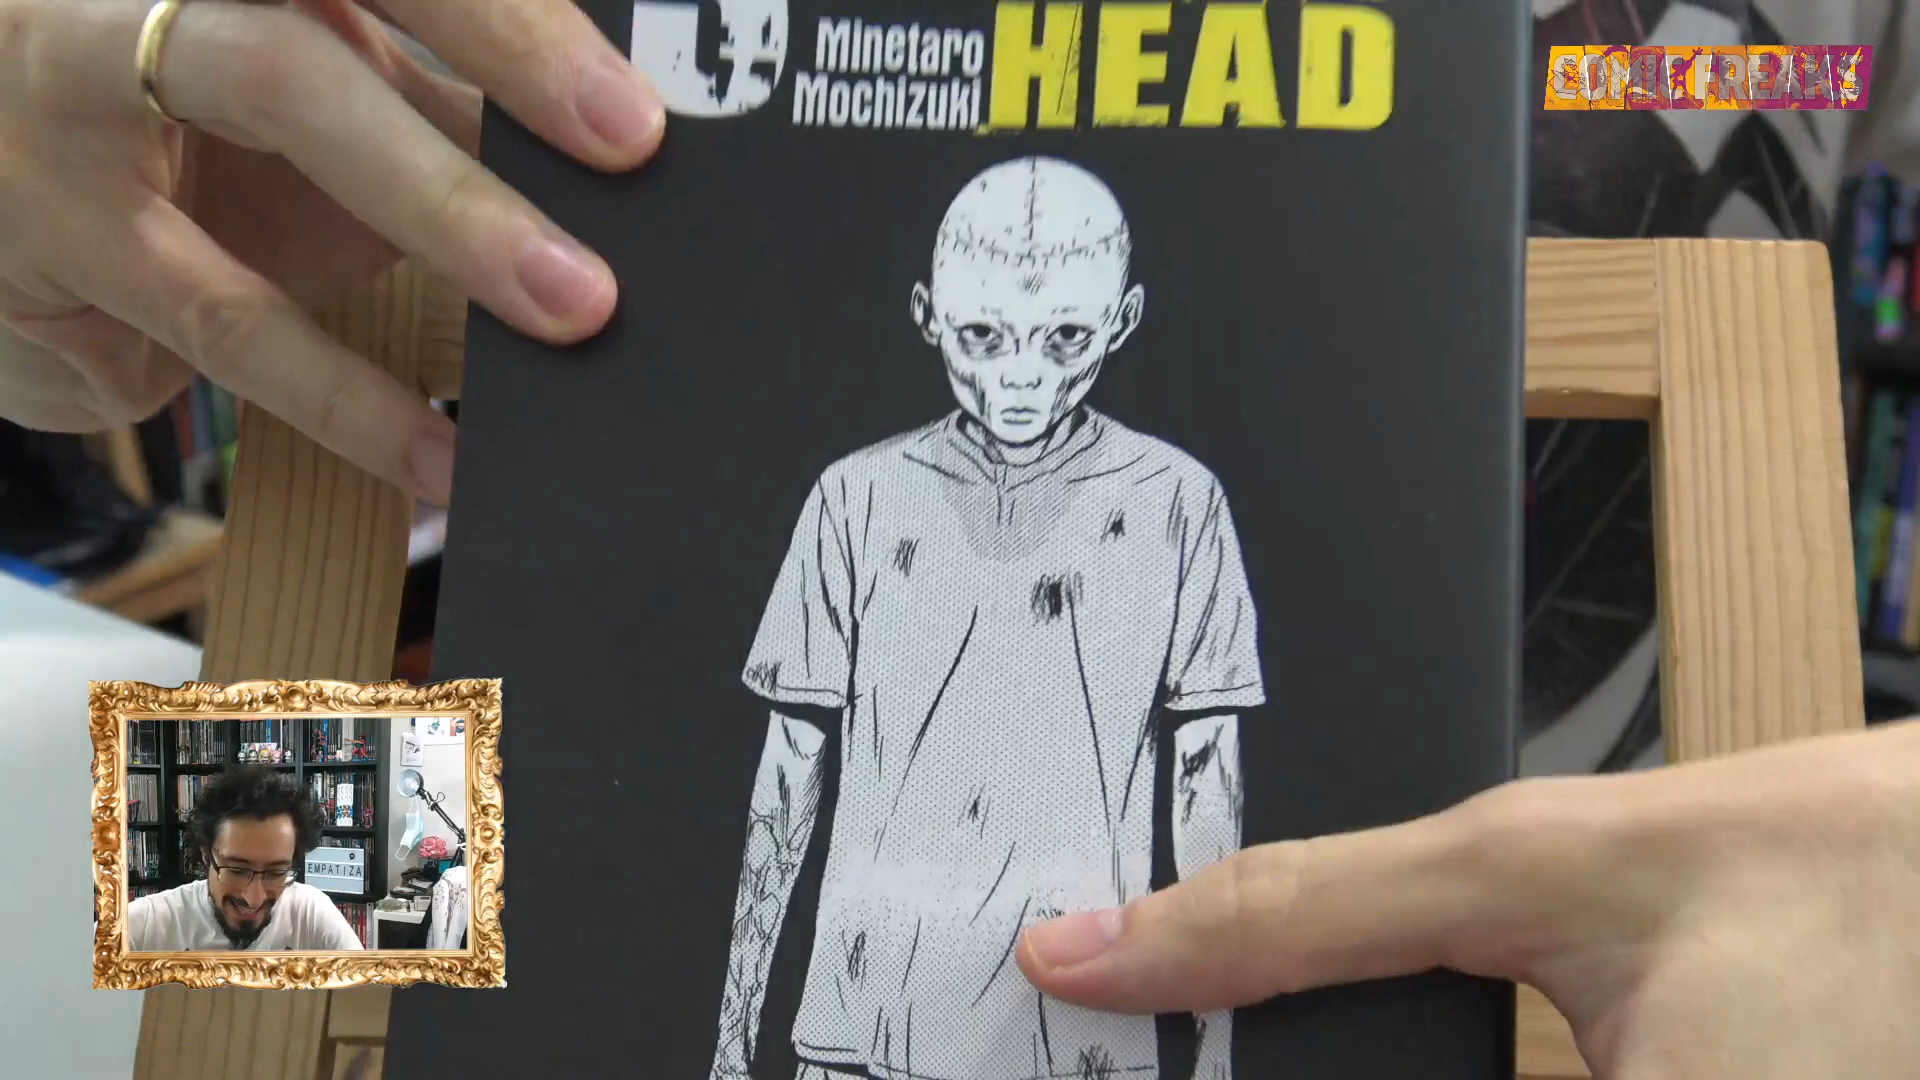 Minetaro
Mochizuki
HEAD
COMIC FREAKS
EMPATIZA